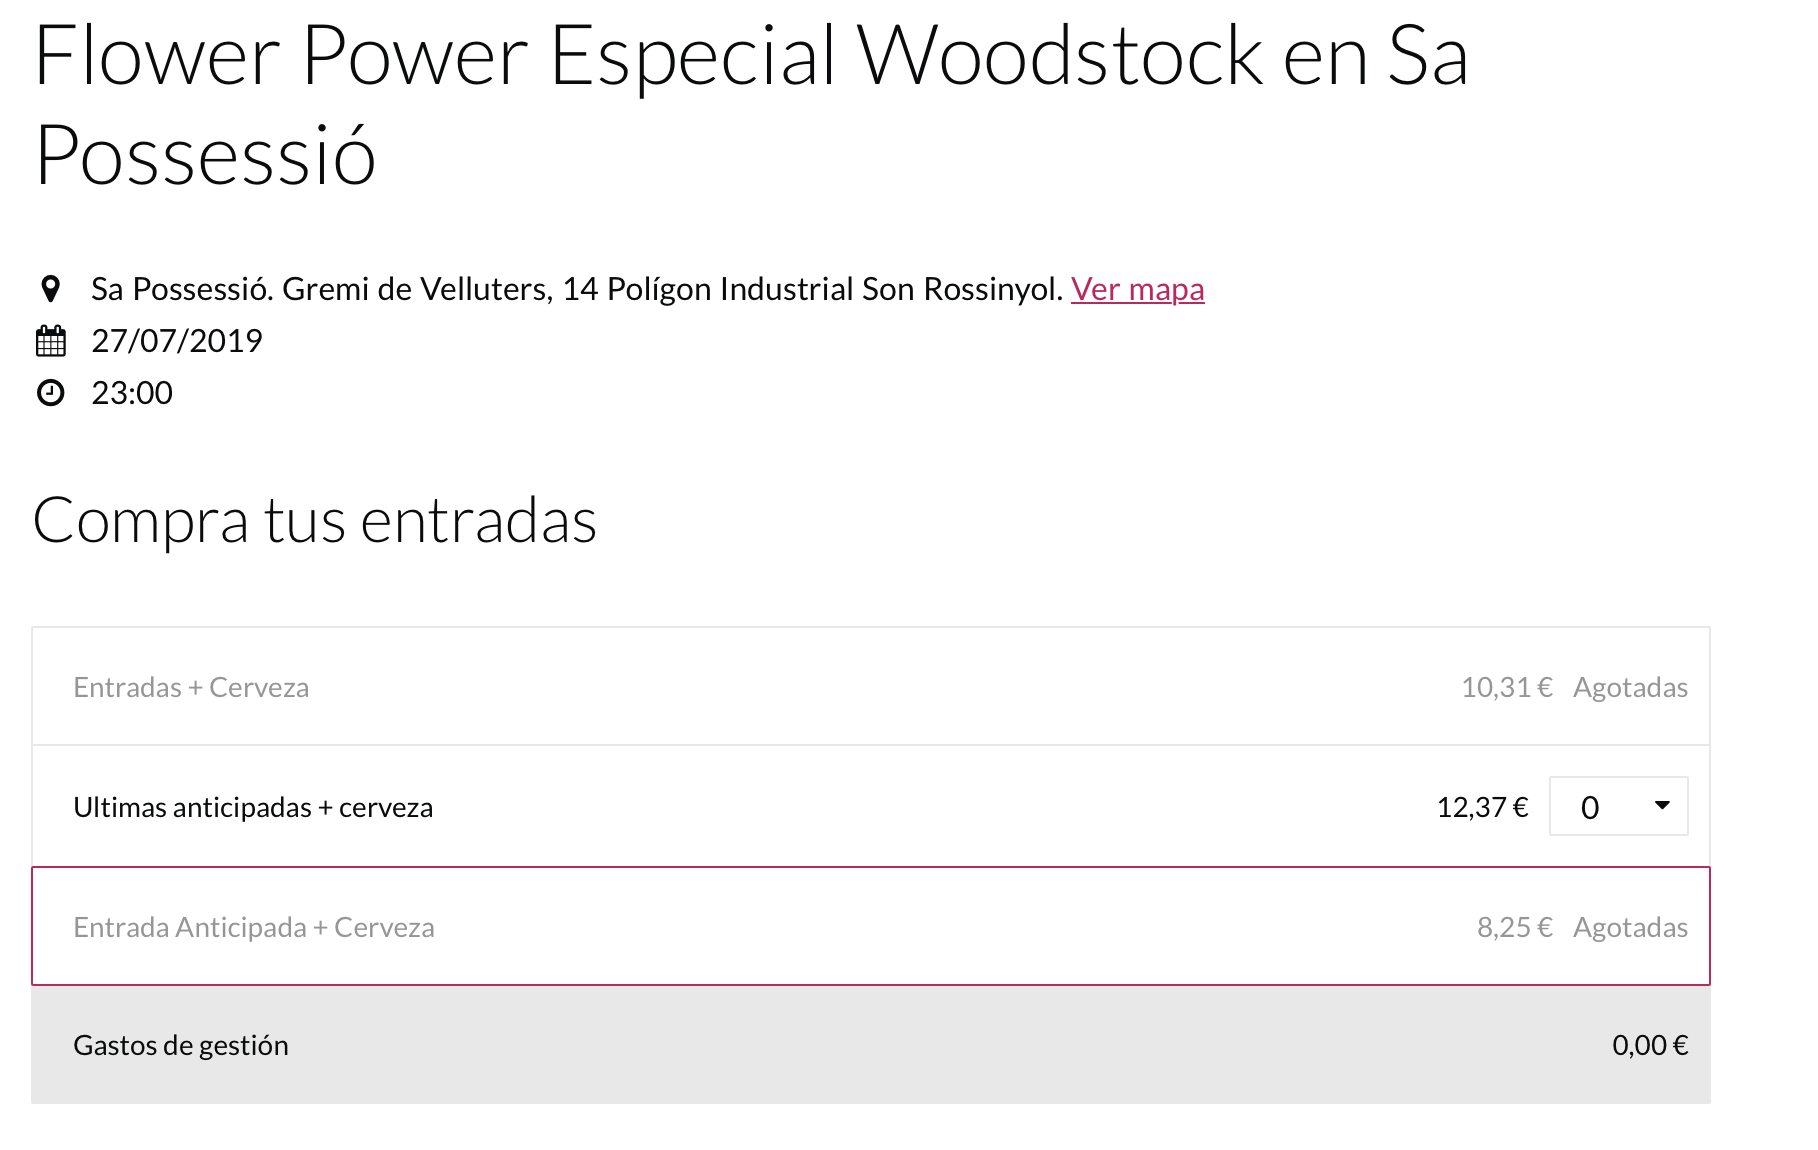 Flower Power Especial Woodstock en Sa
Possessió
Sa Possessió. Gremi de Velluters, 14 Polígon Industrial Son Rossinyol. Ver mapa
27/07/2019
23:00
Compra tus entradas
Entradas + Cerveza 10,31 € Agotadas
Ultimas anticipadas + cerveza 12,37 € 0
Entrada Anticipada + Cerveza 8,25 € Agotadas
Gastos de gestión 0,00 €